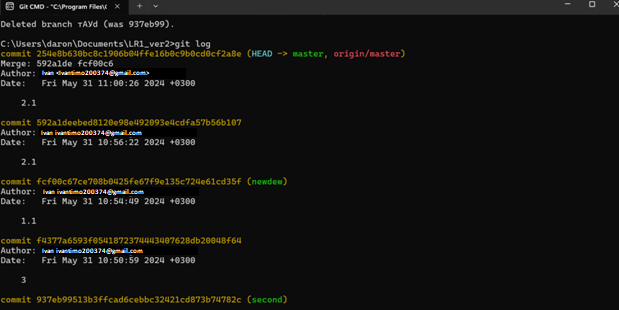 Git CMD - "C:\Program Files\G
Deleted branch тАVd (was 937eb99).
C:\Users\daron\Documents\LR1_ver2>git log
commit 254e8b630bc8c1906b04ffe16b0c9b0cd0cf2a8e (HEAD -> master, origin/master)
Merge: 592a1de fcf00c6
Author: Ivan <Ivantimo200374@gmail.com>
Date:   Fri May 31 11:00:26 2024 +0300
2.1
commit 592a1deebed8120e98e492093e4cdfa57b56b107
Author: Ivan ivantimo200374@gmail.com
Date:   Fri May 31 10:56:22 2024 +0300
2.1
commit fcf00c67ce708b0425fe67f9e135c724e61cd35f (newdew)
Author: Ivan ivantimo200374@gmail.com
Date:   Fri May 31 10:54:49 2024 +0300
1.1
commit f4377a6593f0541872374443407628db20048f64
Author: Ivan ivantimo200374@gmail.com
Date:   Fri May 31 10:50:59 2024 +0300
3
commit 937eb99513b3ffcad6cebbc32421cd873b74782c (second)